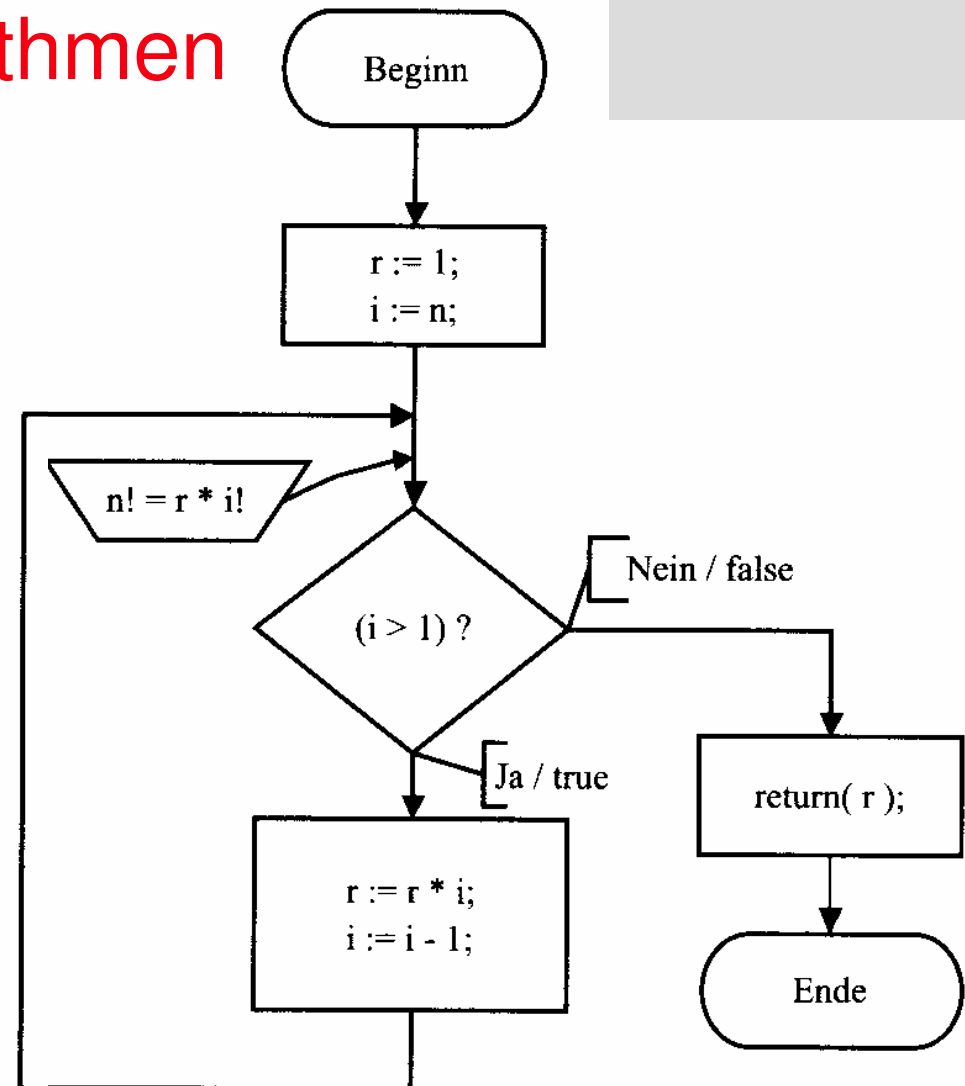 thmen
Beginn
r := 1;
i := n;
n! = r * i!
(i > 1) ?
Nein / false
Ja / true
return( r );
r := r * i;
i := i - 1;
Ende